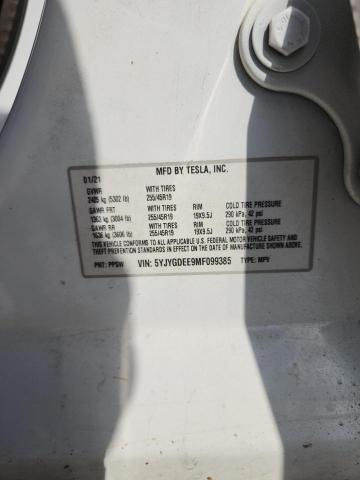 MFD BY TESLA, INC.
01/21
GVWR WITH TIRES
2405 kg (5302 lb) 255/45R19
GAWR FRT WITH TIRES RIM COLD TIRE PRESSURE
1363 kg (3004 lb) 255/45R19 19X9.5J 290 kPa, 42 psi
GAWR RR WITH TIRES RIM COLD TIRE PRESSURE
1636 kg (3606 lb) 255/45R19 19X9.5J 290 kPa, 42 psi
THIS VEHICLE CONFORMS TO ALL APPLICABLE U.S. FEDERAL MOTOR VEHICLE SAFETY AND
THEFT PREVENTION STANDARDS IN EFFECT ON THE DATE OF MANUFACTURE SHOWN ABOVE.
PNT: PPSW VIN: 5YJYGDEE9MF099385 TYPE: MPV